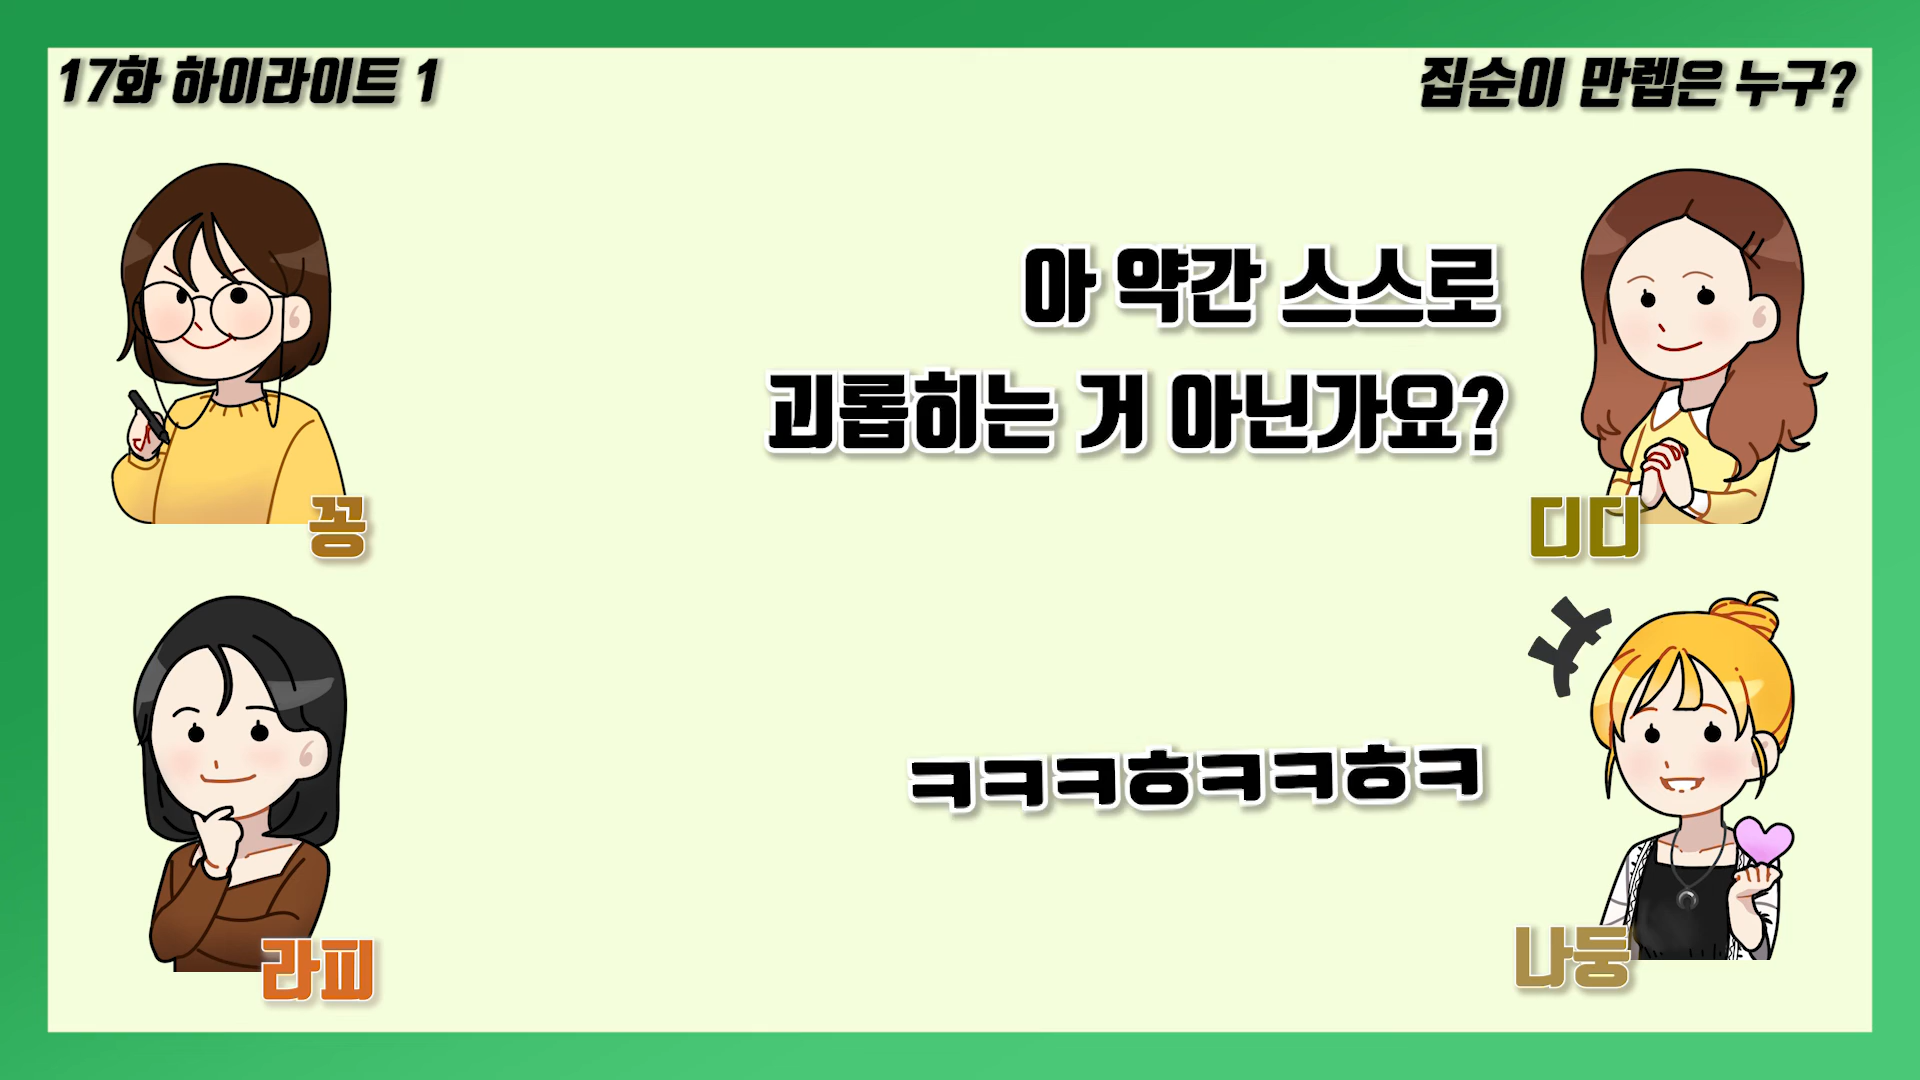 17화 하이라이트 1
집순이 만렙은 누구?
아 약간 스스로
괴롭히는 거 아닌가요?
꽁
디디
ㅋㅋㅋㅎㅋㅋㅎㅋ
라피
나둥